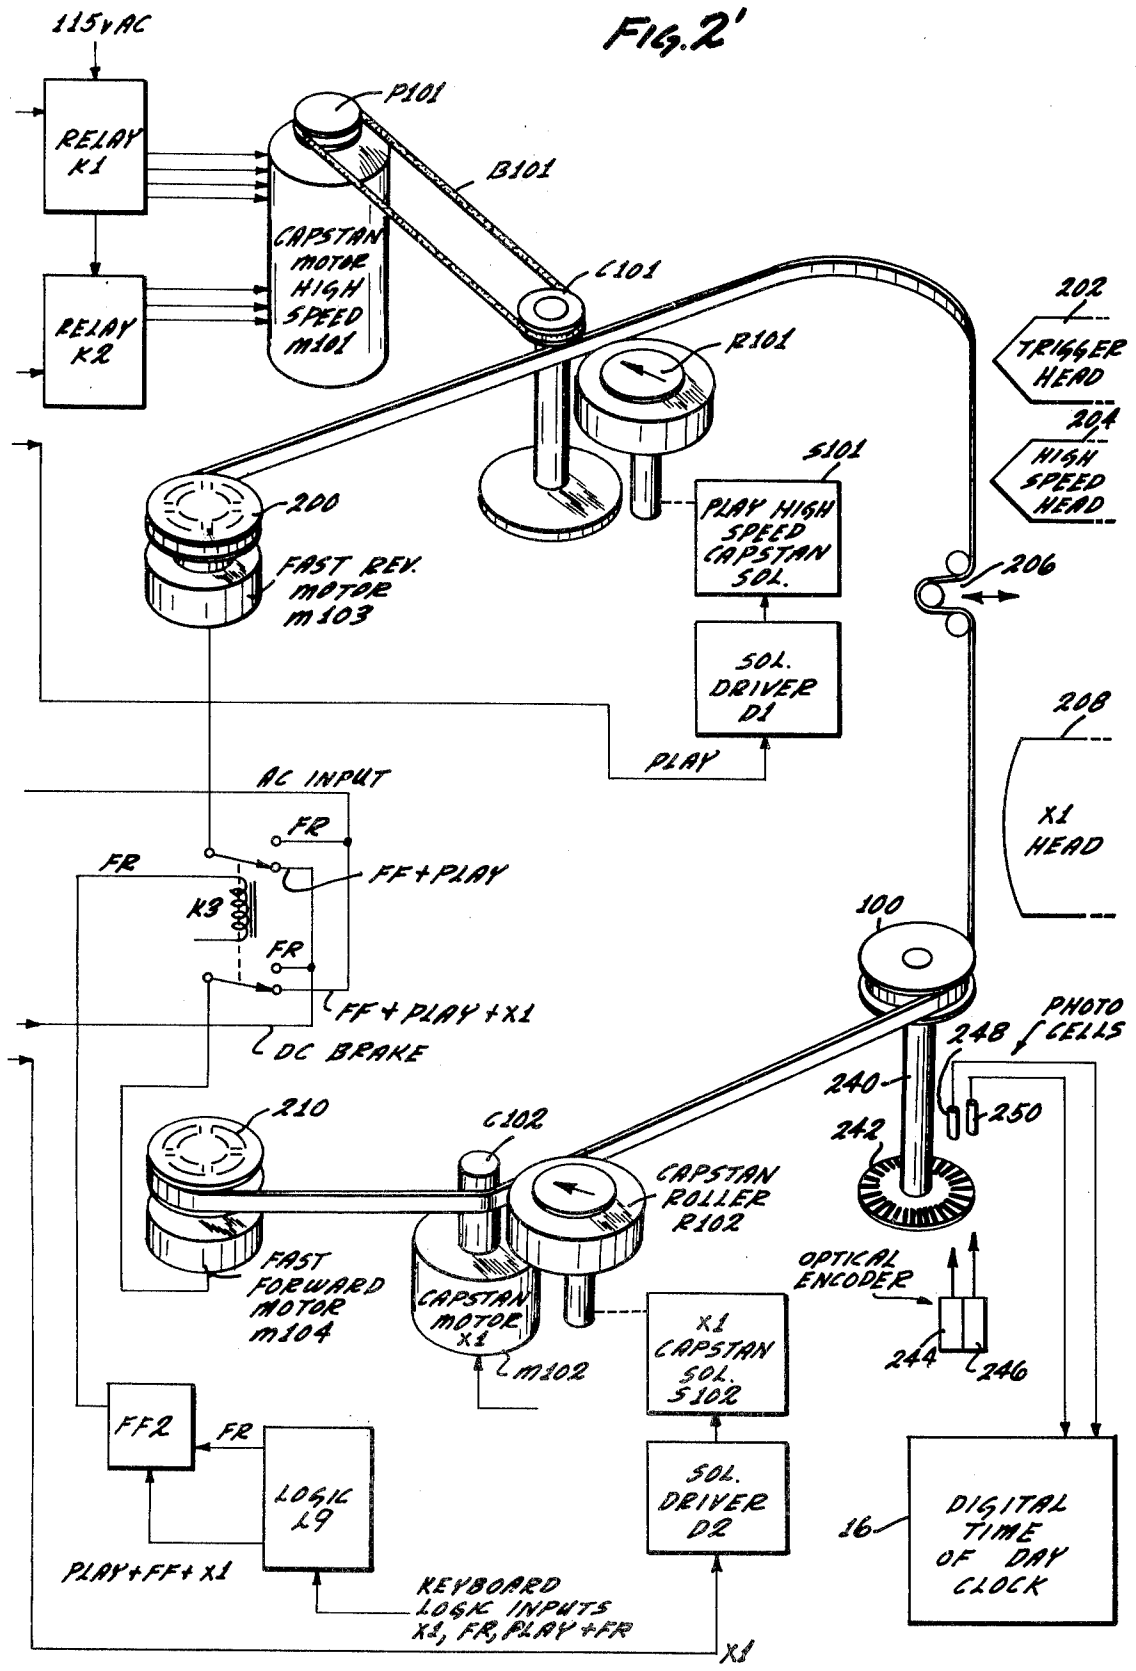 FIG. 2'
115V AC
P101
RELAY
K1
B101
CAPSTAN
MOTOR
HIGH
SPEED
M101
C101
202
TRIGGER
HEAD
RELAY
K2
R101
204
HIGH
SPEED
HEAD
S101
200
PLAY HIGH
SPEED
CAPSTAN
SOL.
FAST REV.
MOTOR
M103
206
SOL.
DRIVER
D1
208
PLAY
AC INPUT
X1
HEAD
FR
FR
FF + PLAY
K3
100
FR
FF + PLAY + X1
DC BRAKE
PHOTO
CELLS
248
240
250
210
C102
242
CAPSTAN
ROLLER
R102
FAST
FORWARD
MOTOR
M104
OPTICAL
ENCODER
CAPSTAN
MOTOR
X1
M102
X1
CAPSTAN
SOL.
S102
244
246
FF2
FR
LOGIC
L9
SOL.
DRIVER
D2
16
DIGITAL
TIME
OF DAY
CLOCK
PLAY+FF+X1
KEYBOARD
LOGIC INPUTS
X1, FR, PLAY + FR
X1